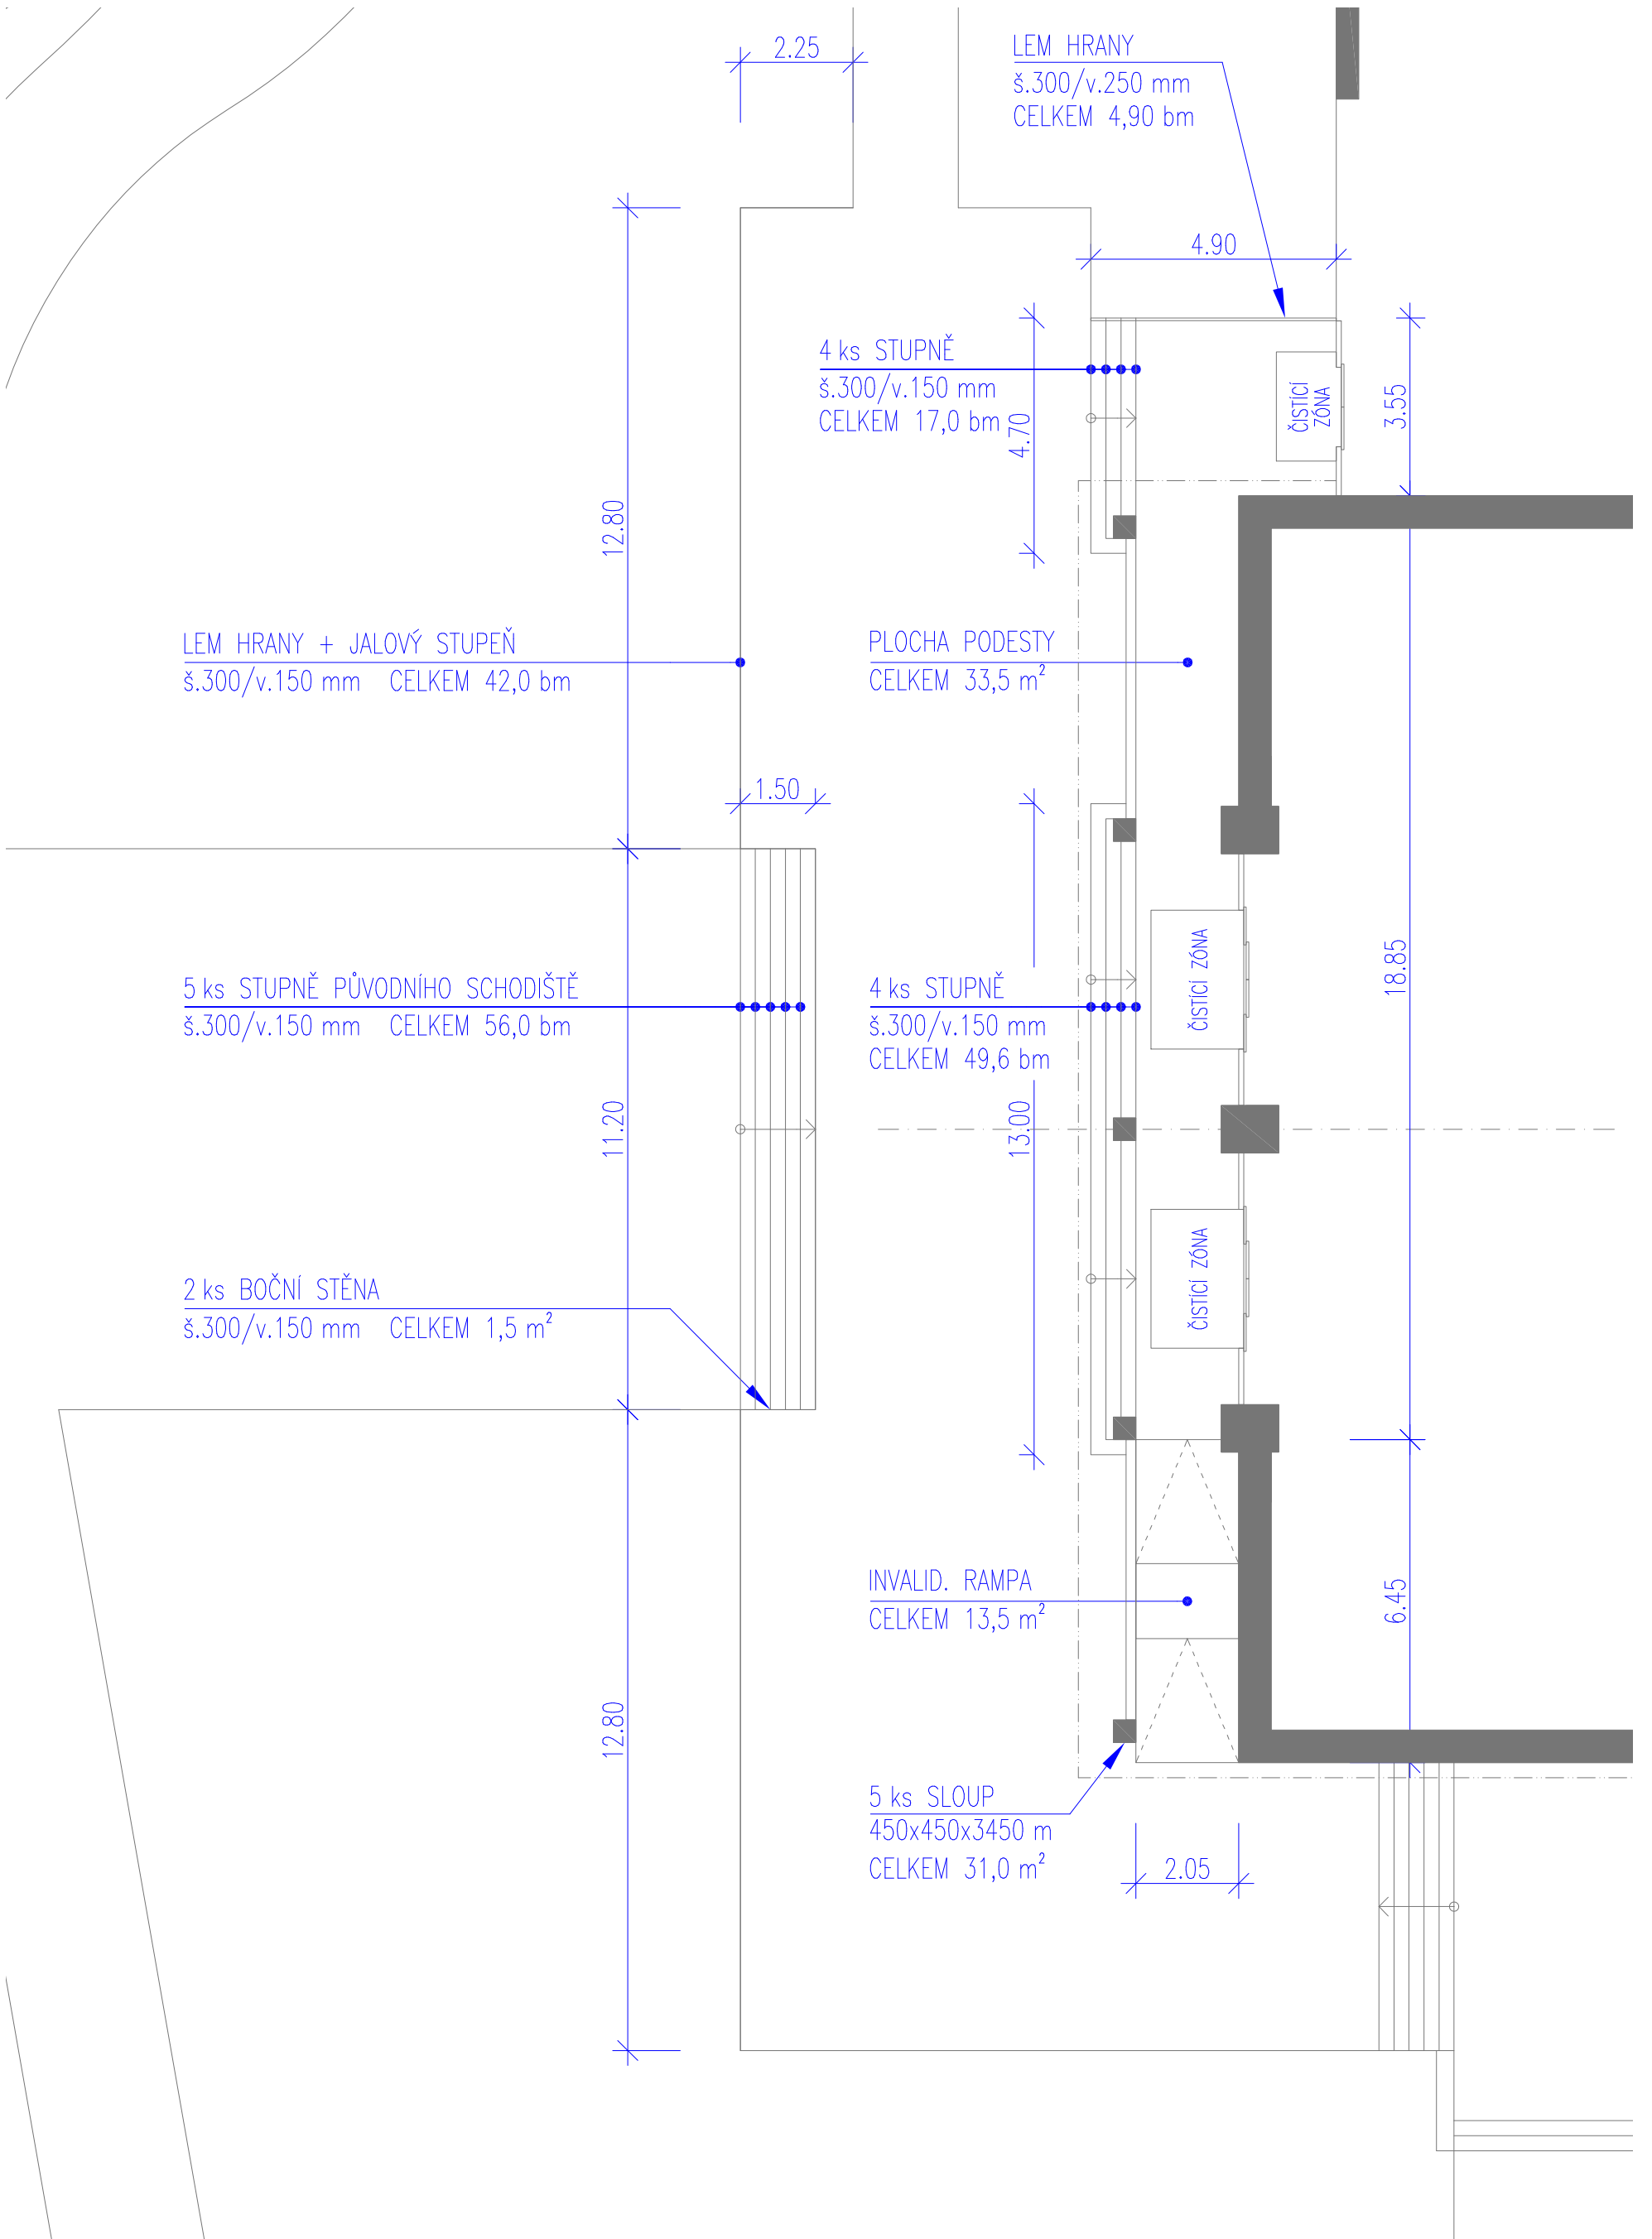 2.25
LEM HRANY
š.300/v.250 mm
CELKEM 4,90 bm
4.90
4 ks STUPNĚ
š.300/v.150 mm
CELKEM 17,0 bm
4.70
ČISTÍCÍ
ZÓNA
3.55
12.80
LEM HRANY + JALOVÝ STUPEŇ
š.300/v.150 mm CELKEM 42,0 bm
PLOCHA PODESTY
CELKEM 33,5 m²
1.50
5 ks STUPNĚ PŮVODNÍHO SCHODIŠTĚ
š.300/v.150 mm CELKEM 56,0 bm
4 ks STUPNĚ
š.300/v.150 mm
CELKEM 49,6 bm
ČISTÍCÍ ZÓNA
18.85
11.20
13.00
2 ks BOČNÍ STĚNA
š.300/v.150 mm CELKEM 1,5 m²
ČISTÍCÍ ZÓNA
INVALID. RAMPA
CELKEM 13,5 m²
6.45
12.80
5 ks SLOUP
450x450x3450 m
CELKEM 31,0 m²
2.05